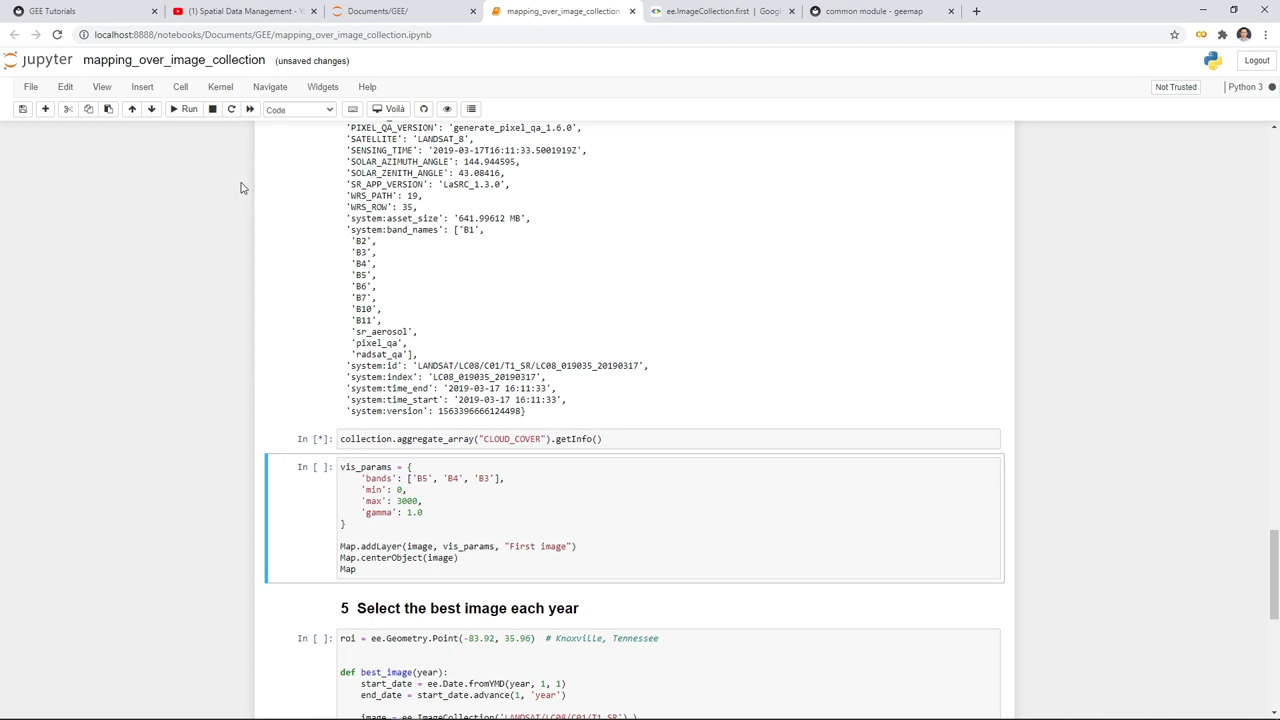 GEE Tutorials
(1) Spatial Data Management - Y
Documents/GEE/
mapping_over_image_collection
ee.ImageCollection.first | Googl
common module - geemap
localhost:8888/notebooks/Documents/GEE/mapping_over_image_collection.ipynb
jupyter mapping_over_image_collection (unsaved changes)
Logout
File Edit View Insert Cell Kernel Navigate Widgets Help
Not Trusted
Python 3
Run
Code
Voilà
'PIXEL_QA_VERSION': 'generate_pixel_qa_1.6.0',
'SATELLITE': 'LANDSAT_8',
'SENSING_TIME': '2019-03-17T16:11:33.5001919Z',
'SOLAR_AZIMUTH_ANGLE': 144.944595,
'SOLAR_ZENITH_ANGLE': 43.08416,
'SR_APP_VERSION': 'LaSRC_1.3.0',
'WRS_PATH': 19,
'WRS_ROW': 35,
'system:asset_size': '641.99612 MB',
'system:band_names': ['B1',
'B2',
'B3',
'B4',
'B5',
'B6',
'B7',
'B10',
'B11',
'sr_aerosol',
'pixel_qa',
'radsat_qa'],
'system:id': 'LANDSAT/LC08/C01/T1_SR/LC08_019035_20190317',
'system:index': 'LC08_019035_20190317',
'system:time_end': '2019-03-17 16:11:33',
'system:time_start': '2019-03-17 16:11:33',
'system:version': 1563396666124498}
In [*]: collection.aggregate_array("CLOUD_COVER").getInfo()
In [ ]: vis_params = {
'bands': ['B5', 'B4', 'B3'],
'min': 0,
'max': 3000,
'gamma': 1.0
}
Map.addLayer(image, vis_params, "First image")
Map.centerObject(image)
Map
5 Select the best image each year
In [ ]: roi = ee.Geometry.Point(-83.92, 35.96) # Knoxville, Tennessee
def best_image(year):
start_date = ee.Date.fromYMD(year, 1, 1)
end_date = start_date.advance(1, 'year')
image = ee.ImageCollection('LANDSAT/LC08/C01/T1_SR') \